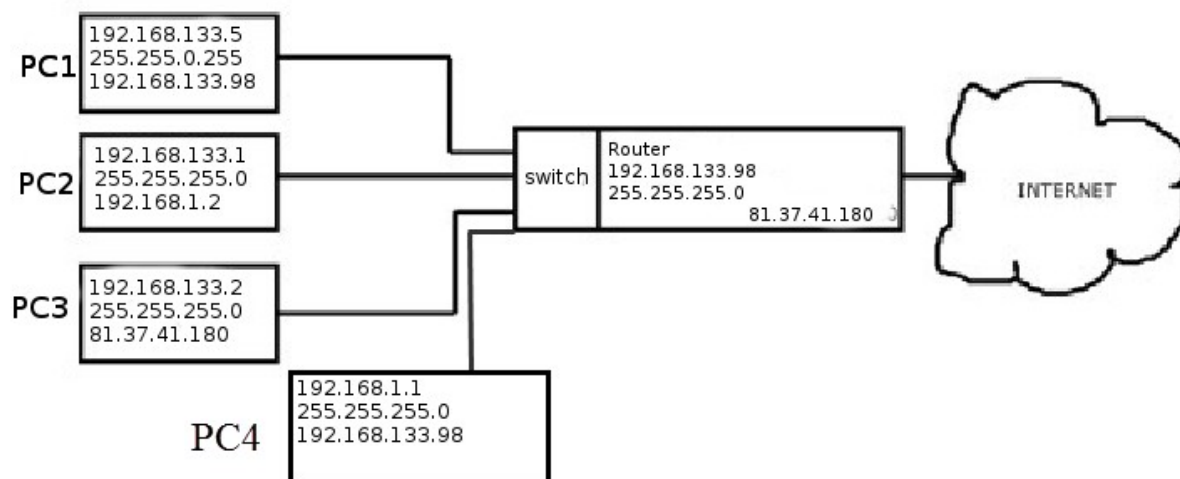 PC1
192.168.133.5
255.255.0.255
192.168.133.98
PC2
192.168.133.1
255.255.255.0
192.168.1.2
PC3
192.168.133.2
255.255.255.0
81.37.41.180
PC4
192.168.1.1
255.255.255.0
192.168.133.98
switch
Router
192.168.133.98
255.255.255.0
81.37.41.180
INTERNET